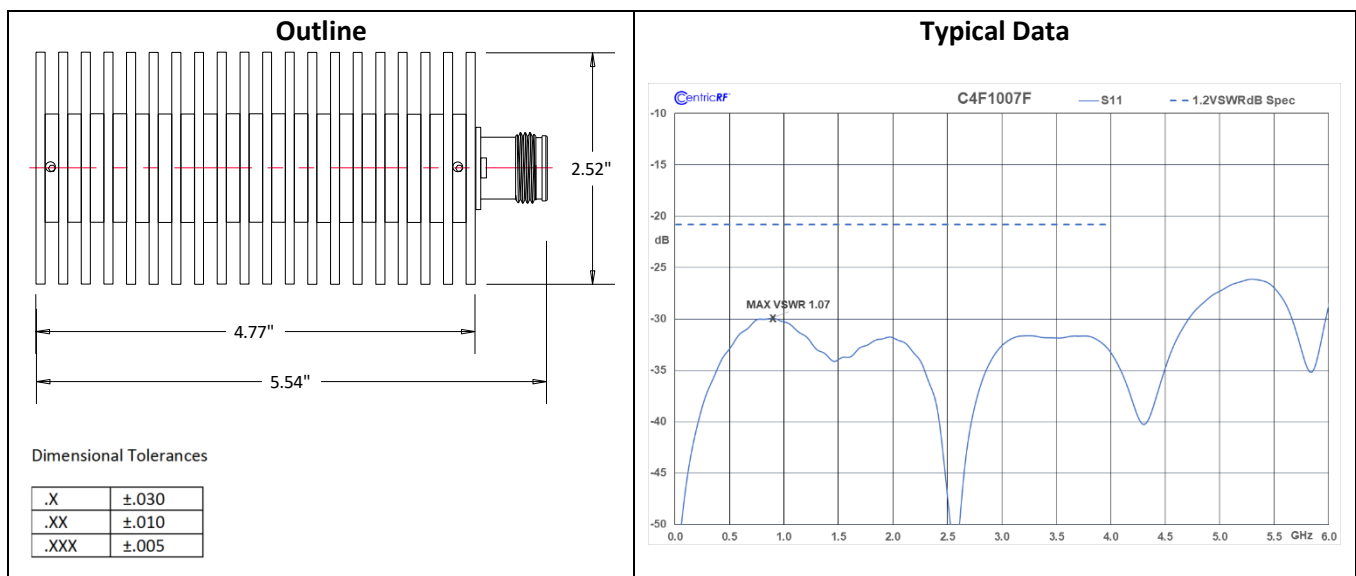 Outline
2.52"
4.77"
5.54"
Dimensional Tolerances
.X ±.030
.XX ±.010
.XXX ±.005
Typical Data
CentricRF
C4F1007F
S11
1.2VSWRdB Spec
-10
-15
-20
dB
-25
MAX VSWR 1.07
-30
-35
-40
-45
-50
0.0 0.5 1.0 1.5 2.0 2.5 3.0 3.5 4.0 4.5 5.0 5.5 GHz 6.0